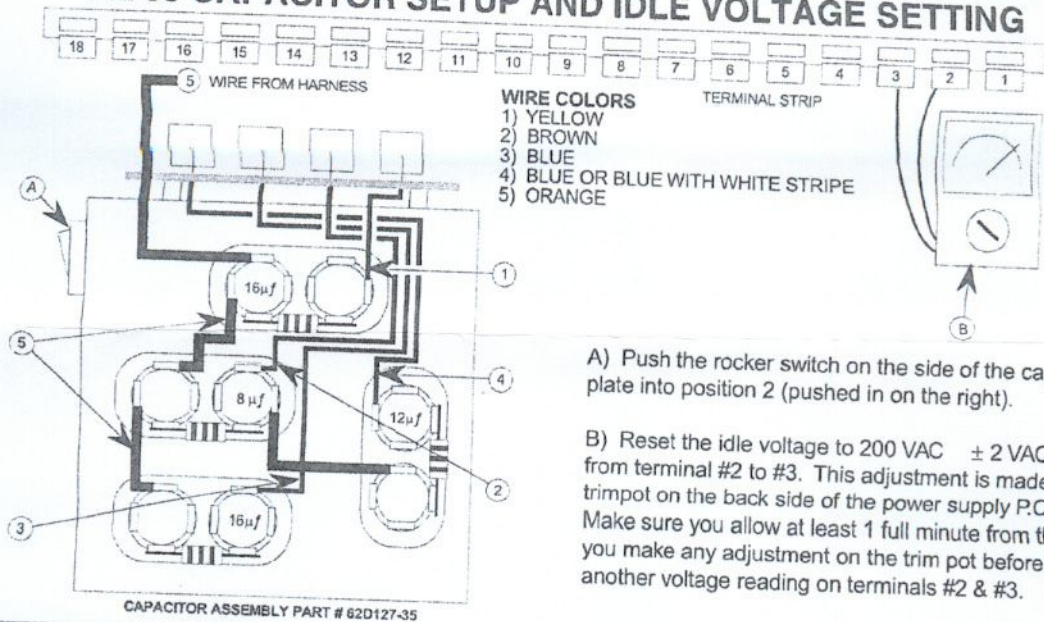 CAPACITOR SETUP AND IDLE VOLTAGE SETTING
18 17 16 15 14 13 12 11 10 9 8 7 6 5 4 3 2 1
5 WIRE FROM HARNESS
TERMINAL STRIP
WIRE COLORS
1) YELLOW
2) BROWN
3) BLUE
4) BLUE OR BLUE WITH WHITE STRIPE
5) ORANGE
A
16µf
1
B
5
8µf
4
12µf
3
16µf
2
CAPACITOR ASSEMBLY PART # 62D127-35
A) Push the rocker switch on the side of the ca
plate into position 2 (pushed in on the right).
B) Reset the idle voltage to 200 VAC ± 2 VAC
from terminal #2 to #3. This adjustment is made
trimpot on the back side of the power supply P.C
Make sure you allow at least 1 full minute from th
you make any adjustment on the trim pot before
another voltage reading on terminals #2 & #3.